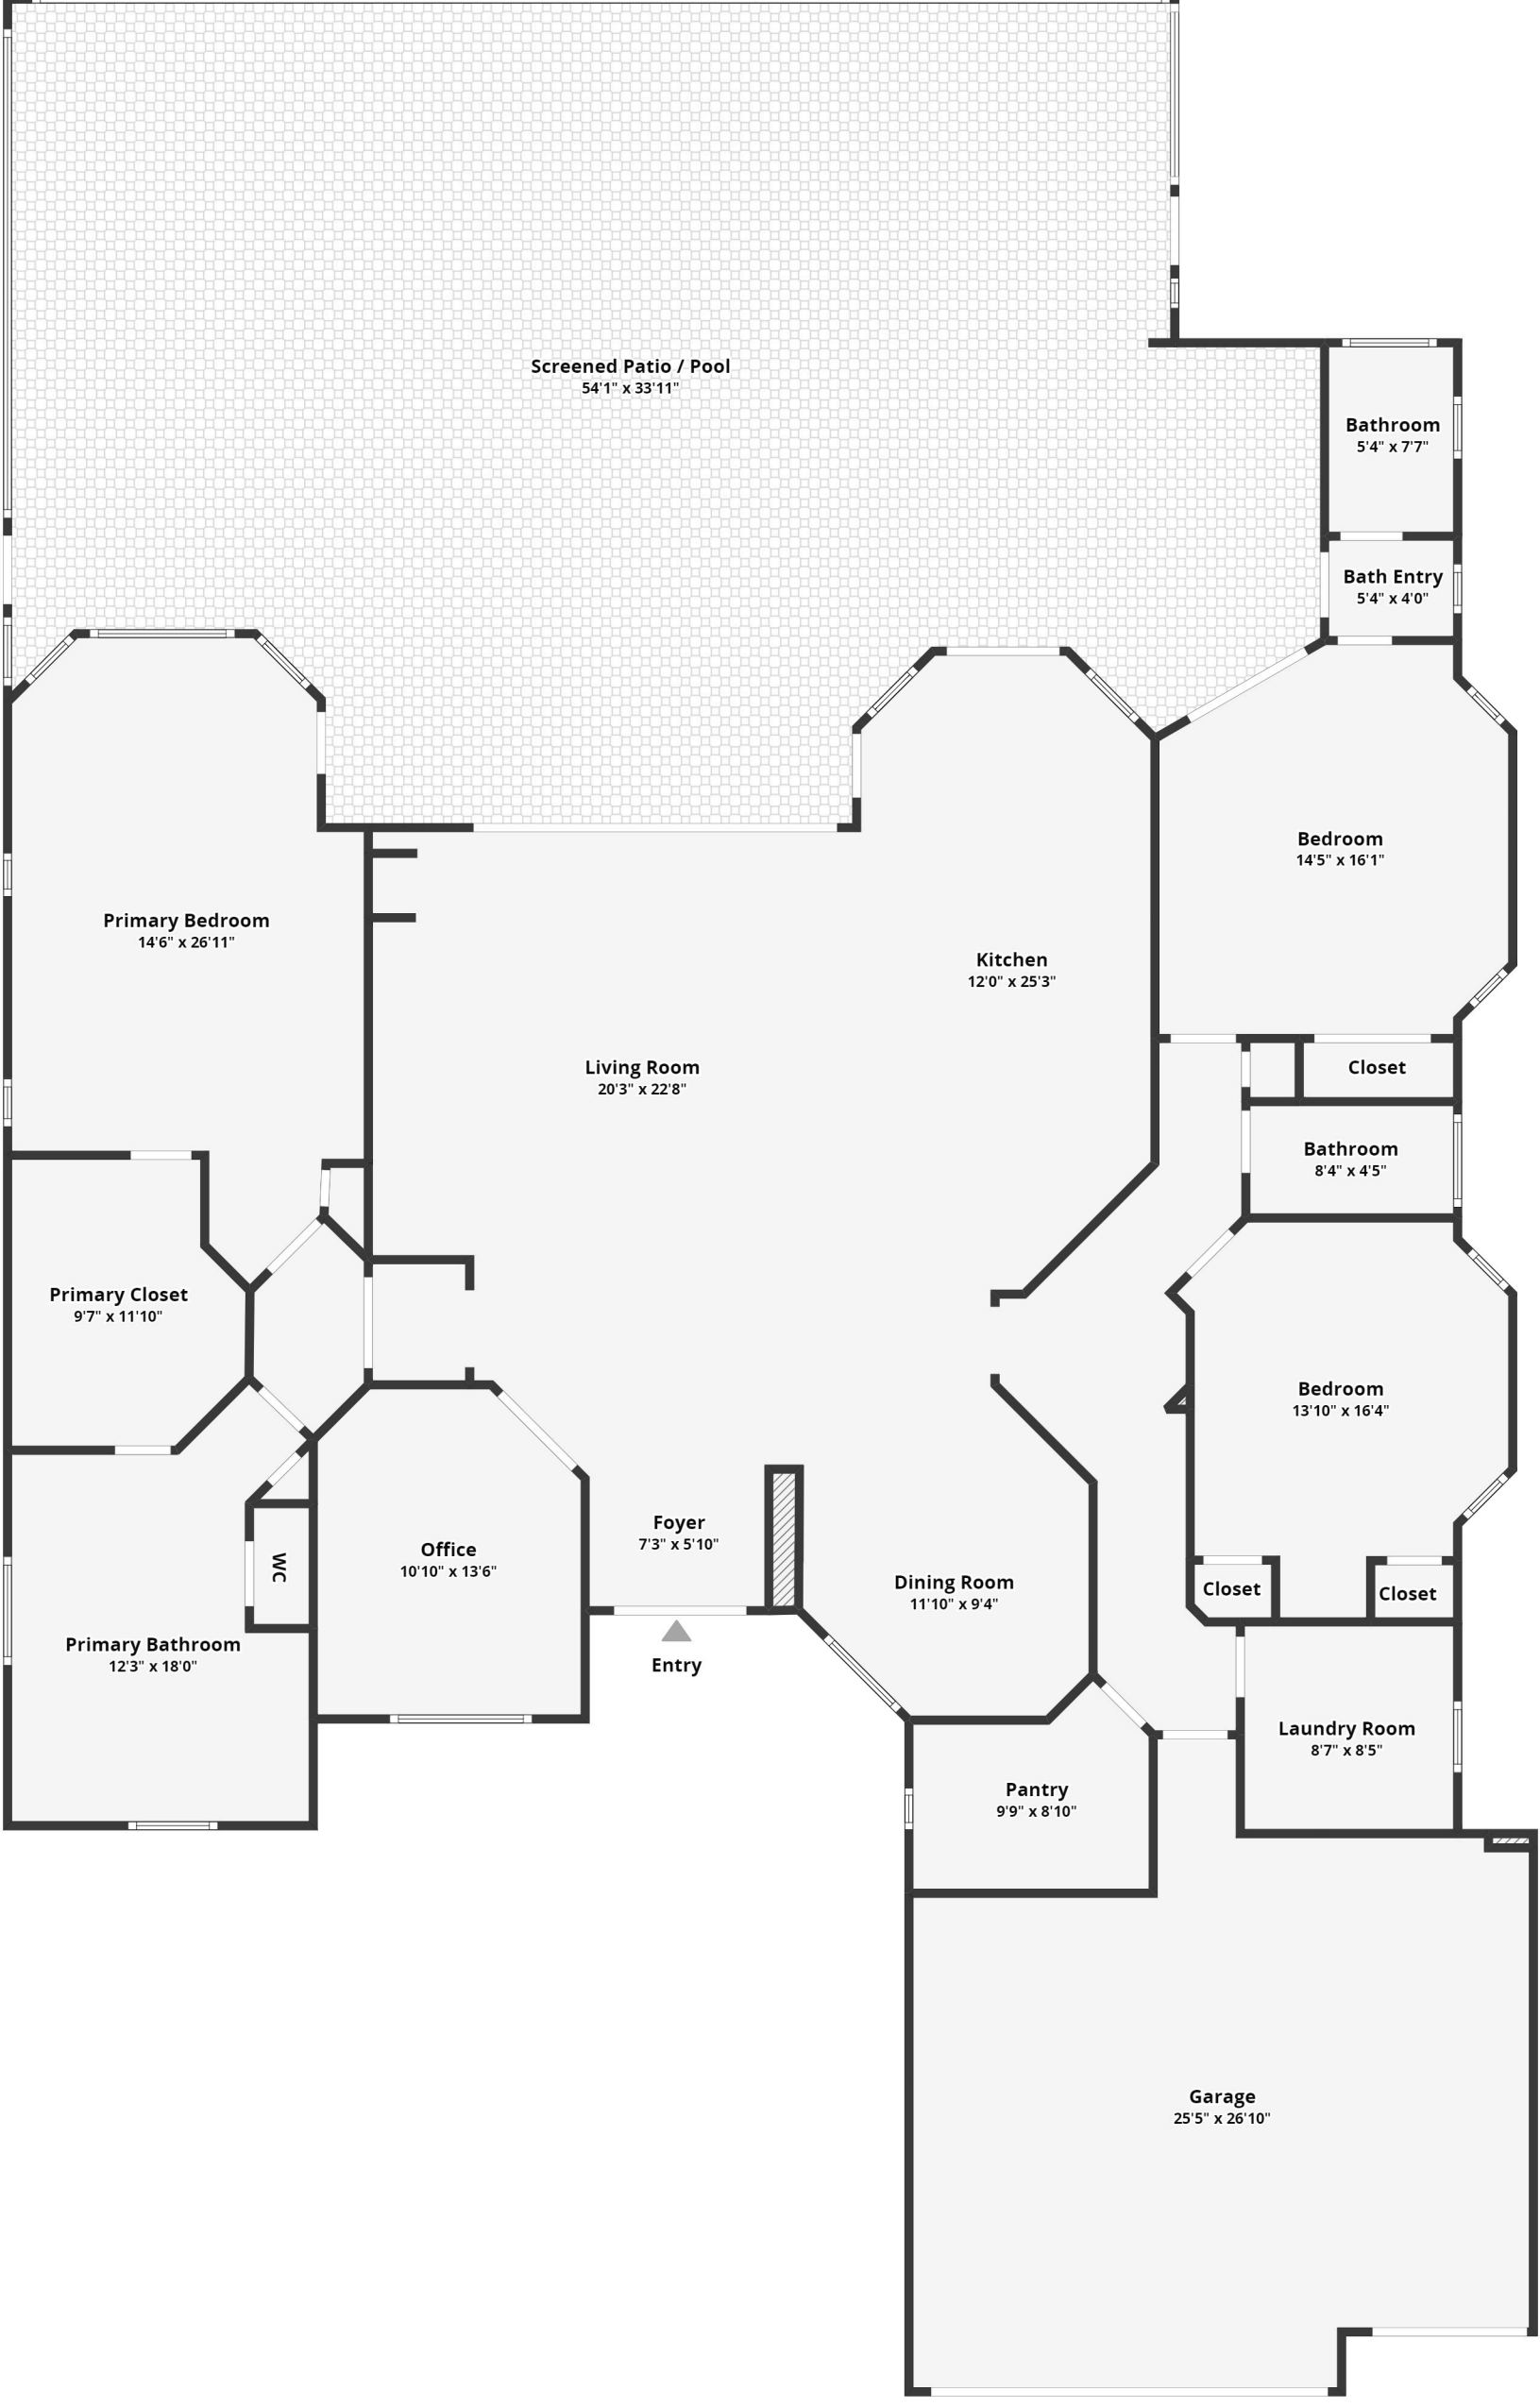 Screened Patio / Pool
54'1" x 33'11"
Bathroom
5'4" x 7'7"
Bath Entry
5'4" x 4'0"
Bedroom
14'5" x 16'1"
Primary Bedroom
14'6" x 26'11"
Kitchen
12'0" x 25'3"
Living Room
20'3" x 22'8"
Closet
Bathroom
8'4" x 4'5"
Primary Closet
9'7" x 11'10"
Bedroom
13'10" x 16'4"
Foyer
7'3" x 5'10"
Office
10'10" x 13'6"
WC
Dining Room
11'10" x 9'4"
Closet
Closet
Primary Bathroom
12'3" x 18'0"
Entry
Laundry Room
8'7" x 8'5"
Pantry
9'9" x 8'10"
Garage
25'5" x 26'10"